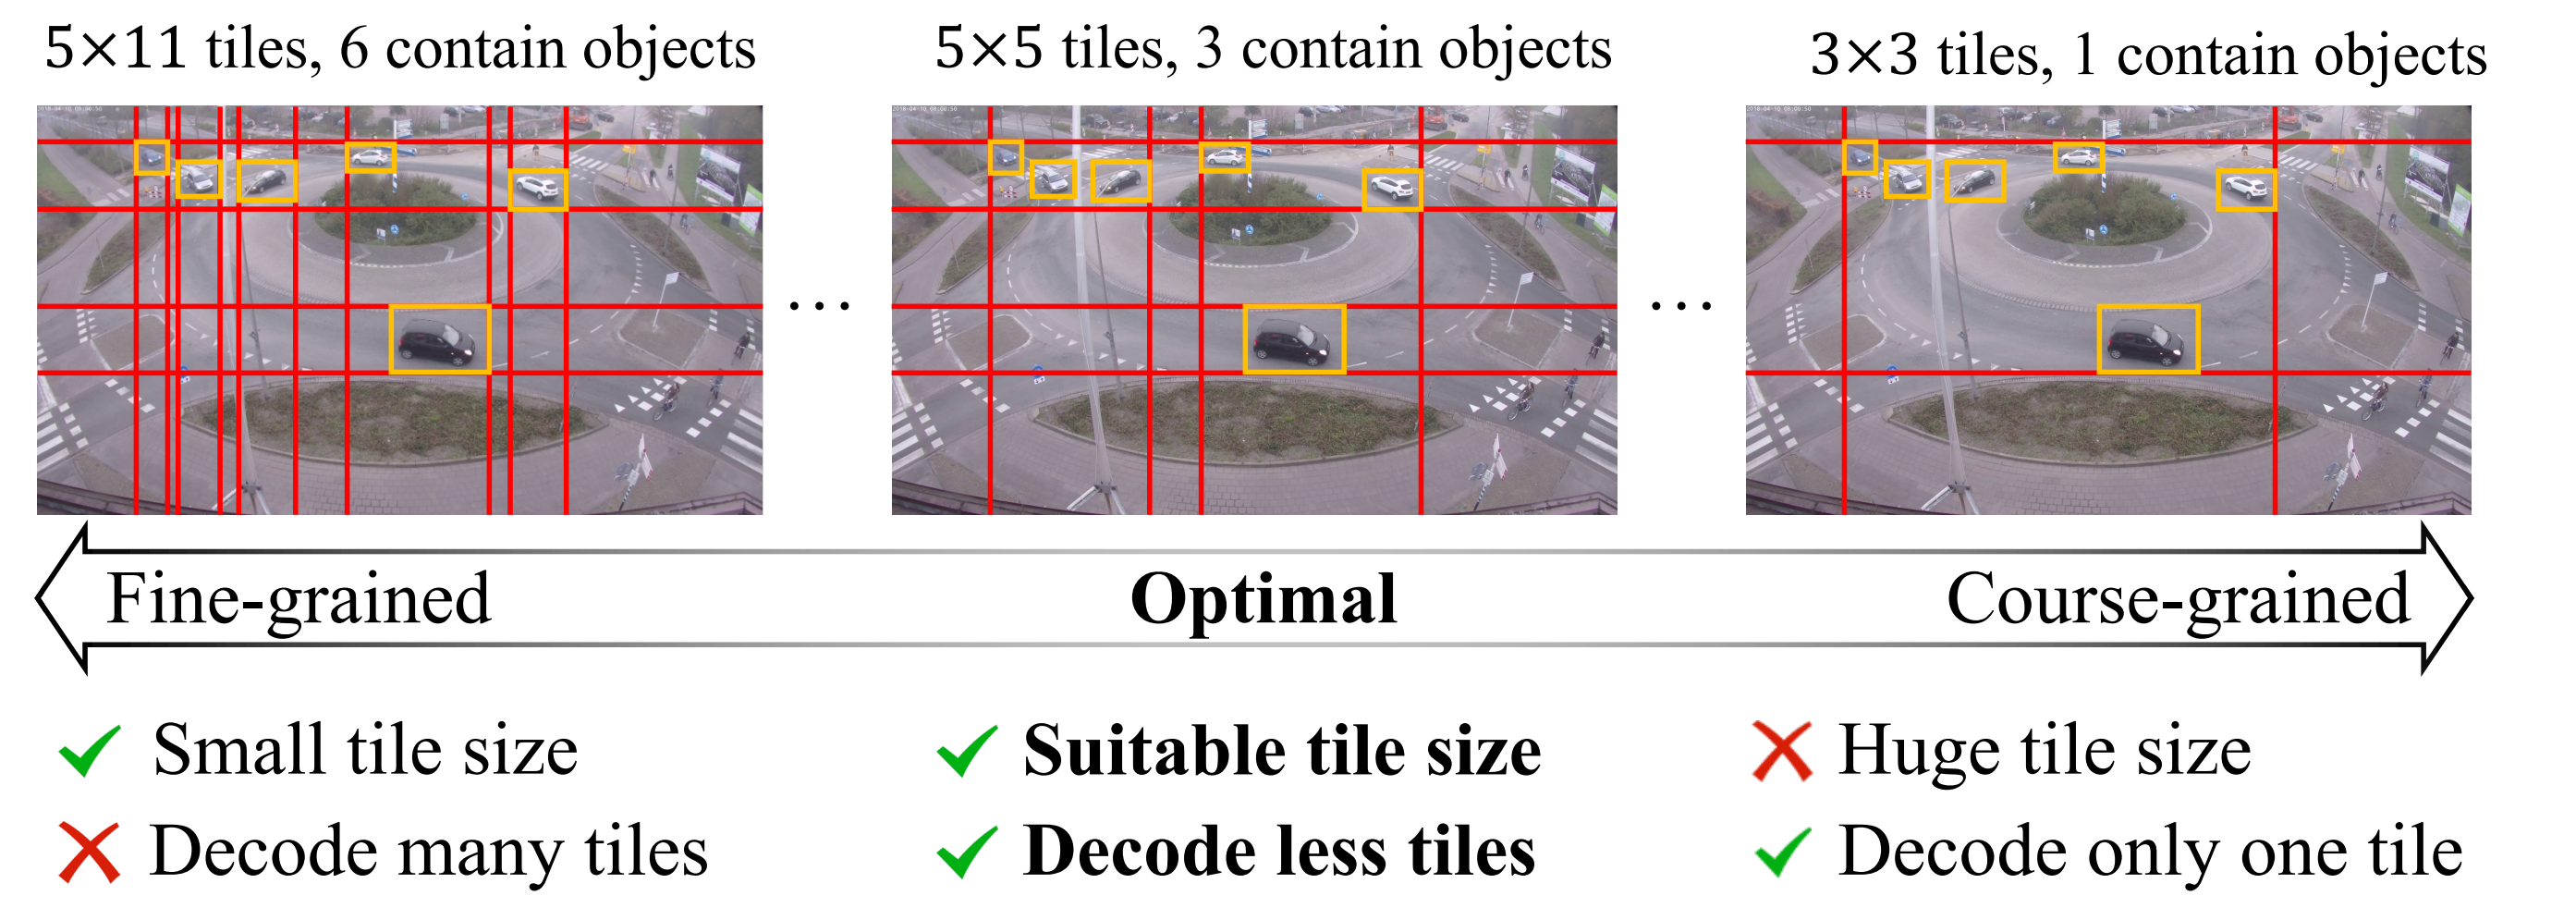 5×11 tiles, 6 contain objects
5×5 tiles, 3 contain objects
3×3 tiles, 1 contain objects
...
...
Fine-grained
Optimal
Course-grained
Small tile size
Suitable tile size
Huge tile size
Decode many tiles
Decode less tiles
Decode only one tile